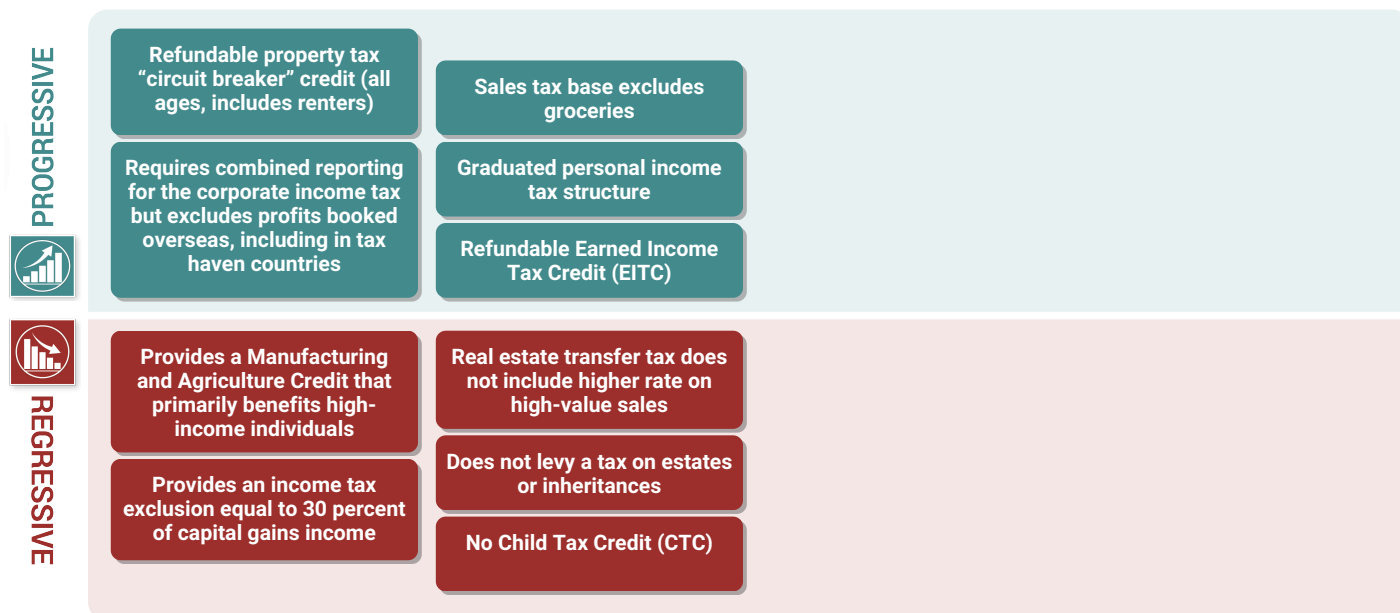 PROGRESSIVE
Refundable property tax
“circuit breaker” credit (all
ages, includes renters)
Requires combined reporting
for the corporate income tax
but excludes profits booked
overseas, including in tax
haven countries
Sales tax base excludes
groceries
Graduated personal income
tax structure
Refundable Earned Income
Tax Credit (EITC)
REGRESSIVE
Provides a Manufacturing
and Agriculture Credit that
primarily benefits high-
income individuals
Provides an income tax
exclusion equal to 30 percent
of capital gains income
Real estate transfer tax does
not include higher rate on
high-value sales
Does not levy a tax on estates
or inheritances
No Child Tax Credit (CTC)